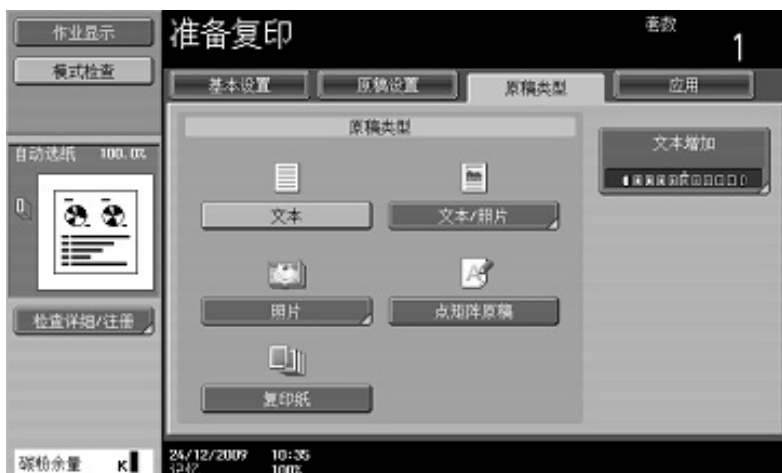 作业显示
模式检查
准备复印
套数
1
基本设置
原稿设置
原稿类型
应用
原稿类型
自动选纸 100.0%
文本
文本/照片
照片
点矩阵原稿
复印纸
文本增加
检查详细/注册
碳粉余量 K
24/12/2009 10:35
100%